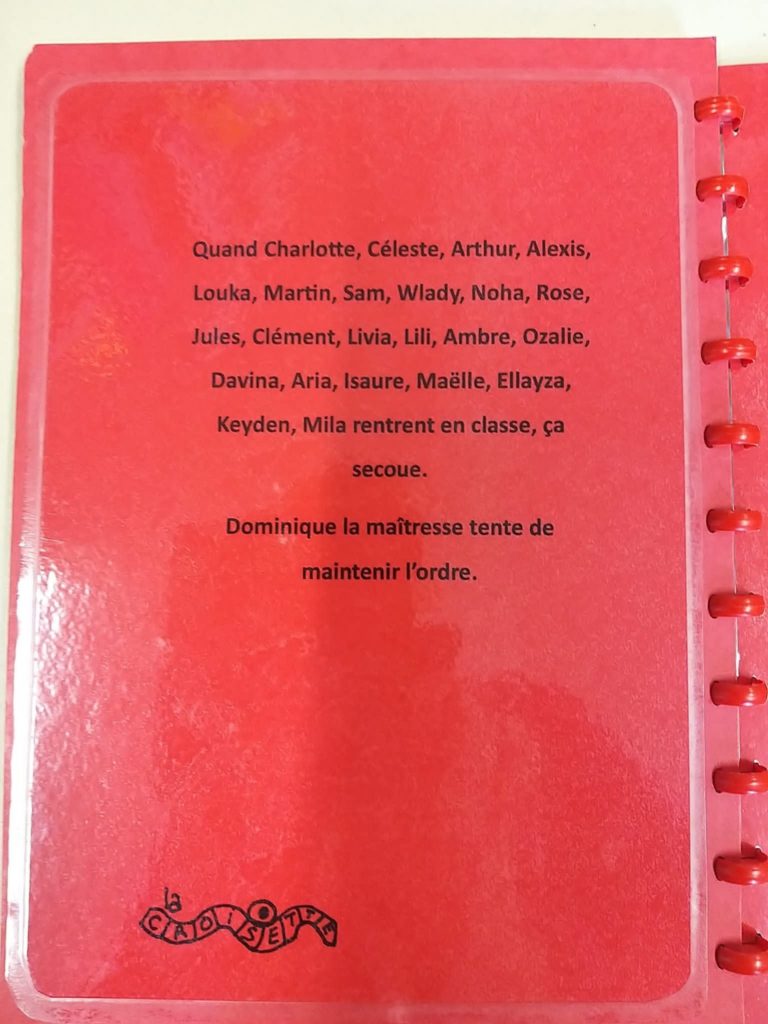 Quand Charlotte, Céleste, Arthur, Alexis,
Louka, Martin, Sam, Wlady, Noha, Rose,
Jules, Clément, Livia, Lili, Ambre, Ozalie,
Davina, Aria, Isaure, Maëlle, Ellayza,
Keyden, Mila rentrent en classe, ça
secoue.
Dominique la maîtresse tente de
maintenir l’ordre.
la
CROISETTE